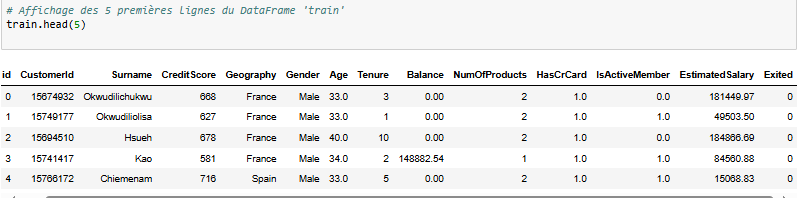 # Affichage des 5 premières lignes du DataFrame 'train'
train.head(5)
id CustomerId Surname CreditScore Geography Gender Age Tenure Balance NumOfProducts HasCrCard IsActiveMember EstimatedSalary Exited
0 15674932 Okwudilichukwu 668 France Male 33.0 3 0.00 2 1.0 0.0 181449.97 0
1 15749177 Okwudiliolisa 627 France Male 33.0 1 0.00 2 1.0 1.0 49503.50 0
2 15694510 Hsueh 678 France Male 40.0 10 0.00 2 1.0 0.0 184866.69 0
3 15741417 Kao 581 France Male 34.0 2 148882.54 1 1.0 1.0 84560.88 0
4 15766172 Chiemenam 716 Spain Male 33.0 5 0.00 2 1.0 1.0 15068.83 0